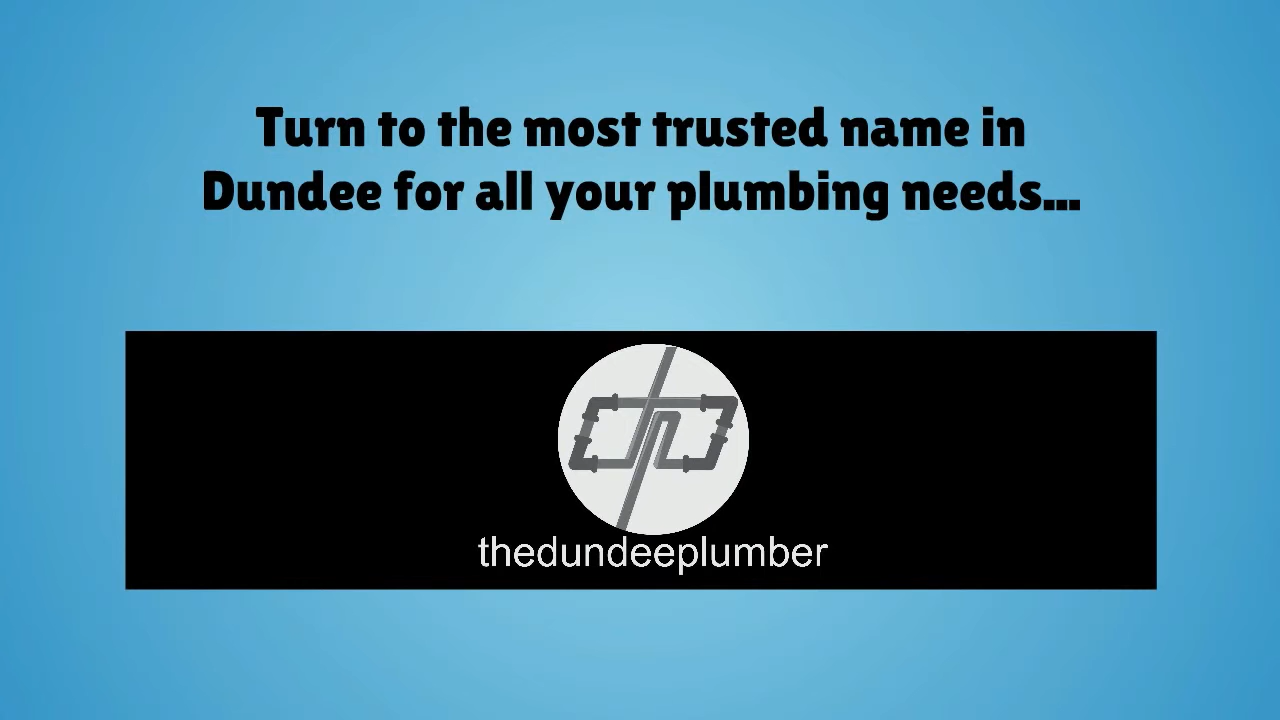 Turn to the most trusted name in
Dundee for all your plumbing needs...
thedundeeplumber